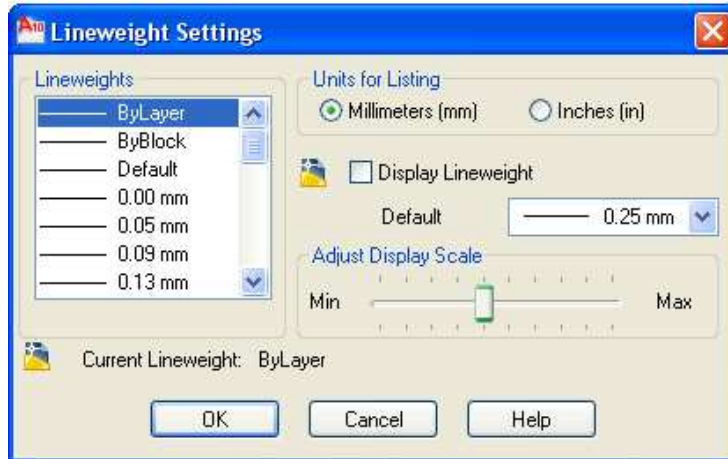 A10 Lineweight Settings
Lineweights
ByLayer
ByBlock
Default
0.00 mm
0.05 mm
0.09 mm
0.13 mm
Units for Listing
Millimeters (mm) Inches (in)
Display Lineweight
Default 0.25 mm
Adjust Display Scale
Min Max
Current Lineweight: ByLayer
OK Cancel Help